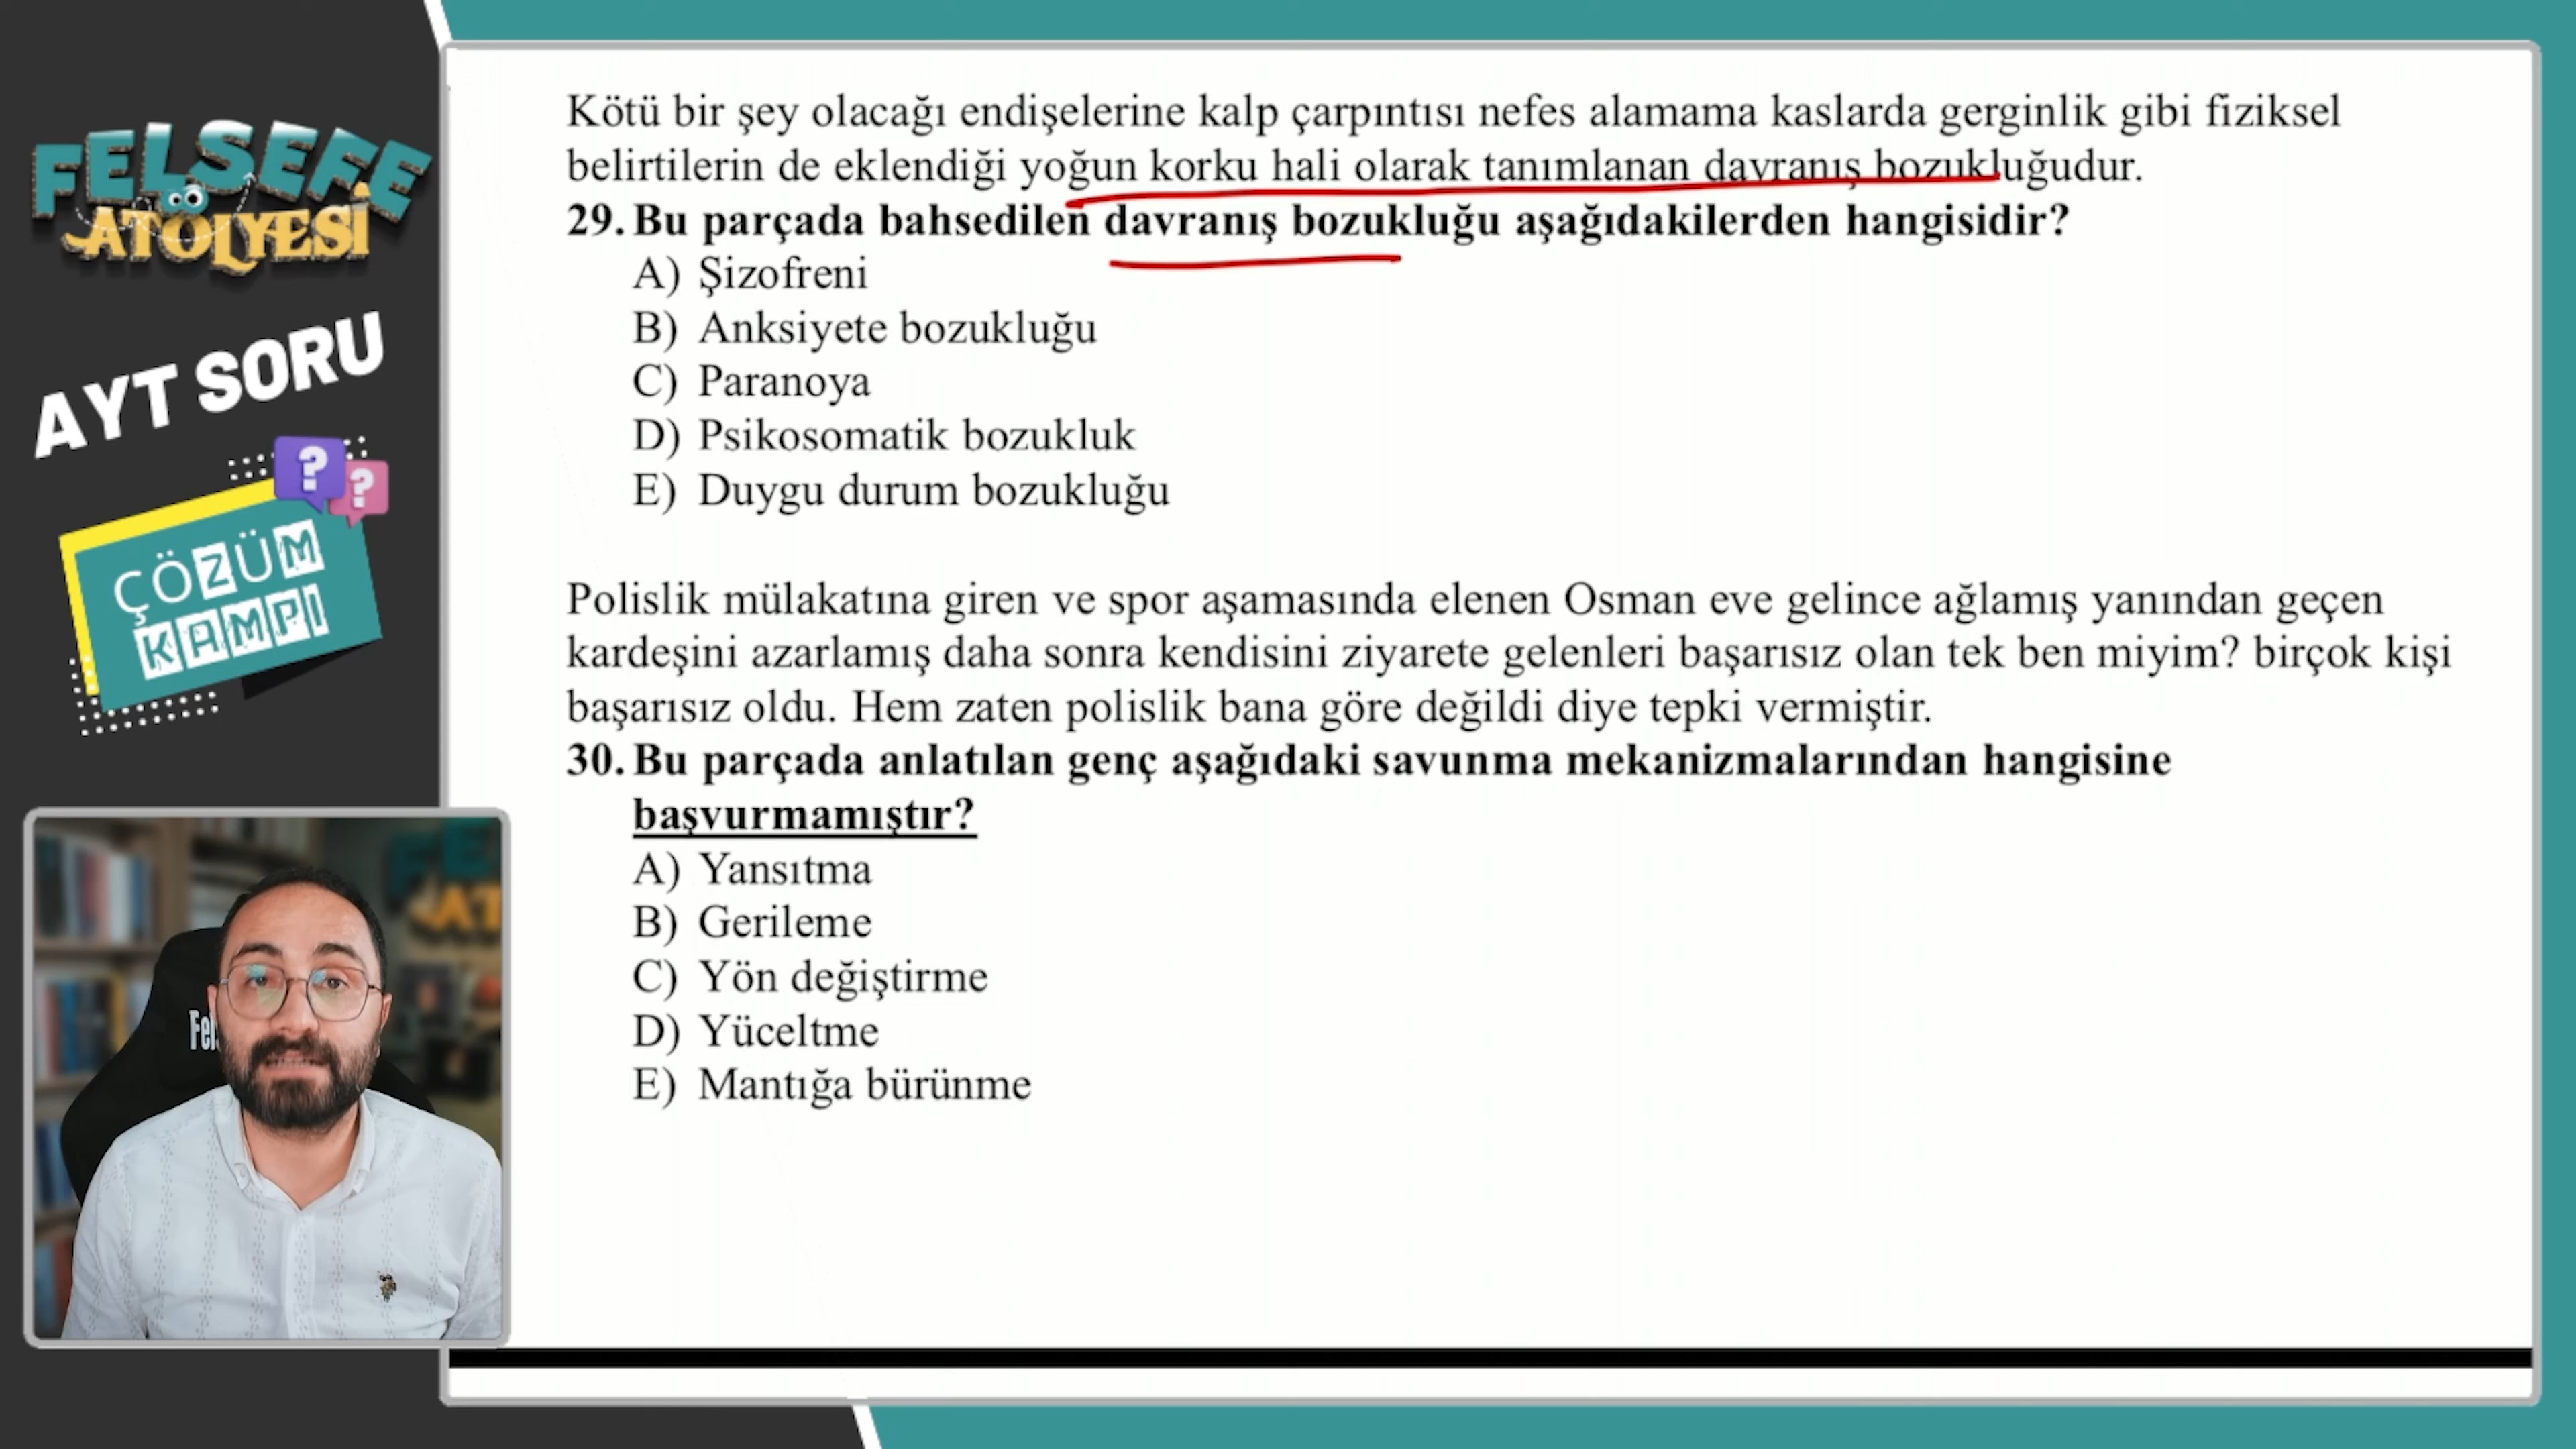 FELSEFE
ATÖLYESİ
AYT SORU
? ?
ÇÖZÜM
KAMPI
Kötü bir şey olacağı endişelerine kalp çarpıntısı nefes alamama kaslarda gerginlik gibi fiziksel
belirtilerin de eklendiği yoğun korku hali olarak tanımlanan davranış bozukluğudur.
29. Bu parçada bahsedilen davranış bozukluğu aşağıdakilerden hangisidir?
A) Şizofreni
B) Anksiyete bozukluğu
C) Paranoya
D) Psikosomatik bozukluk
E) Duygu durum bozukluğu
Polislik mülakatına giren ve spor aşamasında elenen Osman eve gelince ağlamış yanından geçen
kardeşini azarlamış daha sonra kendisini ziyarete gelenleri başarısız olan tek ben miyim? birçok kişi
başarısız oldu. Hem zaten polislik bana göre değildi diye tepki vermiştir.
30. Bu parçada anlatılan genç aşağıdaki savunma mekanizmalarından hangisine
başvurmamıştır?
A) Yansıtma
B) Gerileme
C) Yön değiştirme
D) Yüceltme
E) Mantığa bürünme